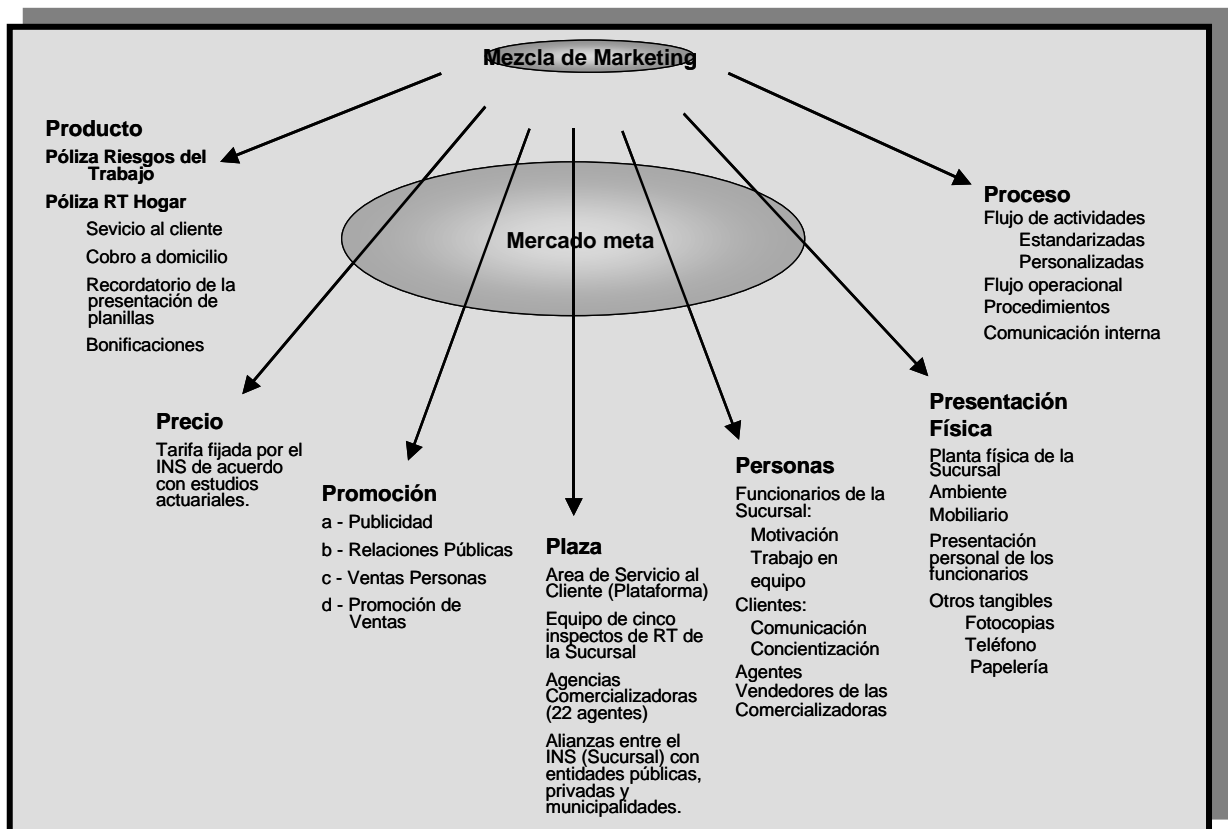 Mezcla de Marketing
Mercado meta
Producto
Póliza Riesgos del
Trabajo
Póliza RT Hogar
Sevicio al cliente
Cobro a domicilio
Recordatorio de la
presentación de
planillas
Bonificaciones
Precio
Tarifa fijada por el
INS de acuerdo
con estudios
actuariales.
Promoción
a - Publicidad
b - Relaciones Públicas
c - Ventas Personas
d - Promoción de
Ventas
Plaza
Area de Servicio al
Cliente (Plataforma)
Equipo de cinco
inspectos de RT de
la Sucursal
Agencias
Comercializadoras
(22 agentes)
Alianzas entre el
INS (Sucursal) con
entidades públicas,
privadas y
municipalidades.
Personas
Funcionarios de la
Sucursal:
Motivación
Trabajo en
equipo
Clientes:
Comunicación
Concientización
Agentes
Vendedores de las
Comercializadoras
Presentación
Física
Planta física de la
Sucursal
Ambiente
Mobiliario
Presentación
personal de los
funcionarios
Otros tangibles
Fotocopias
Teléfono
Papelería
Proceso
Flujo de actividades
Estandarizadas
Personalizadas
Flujo operacional
Procedimientos
Comunicación interna